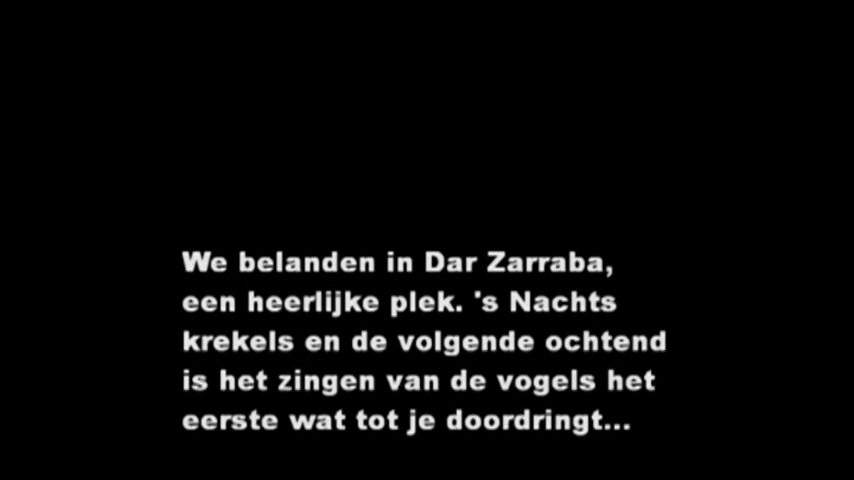 We belanden in Dar Zarraba,
een heerlijke plek. 's Nachts
krekels en de volgende ochtend
is het zingen van de vogels het
eerste wat tot je doordringt...